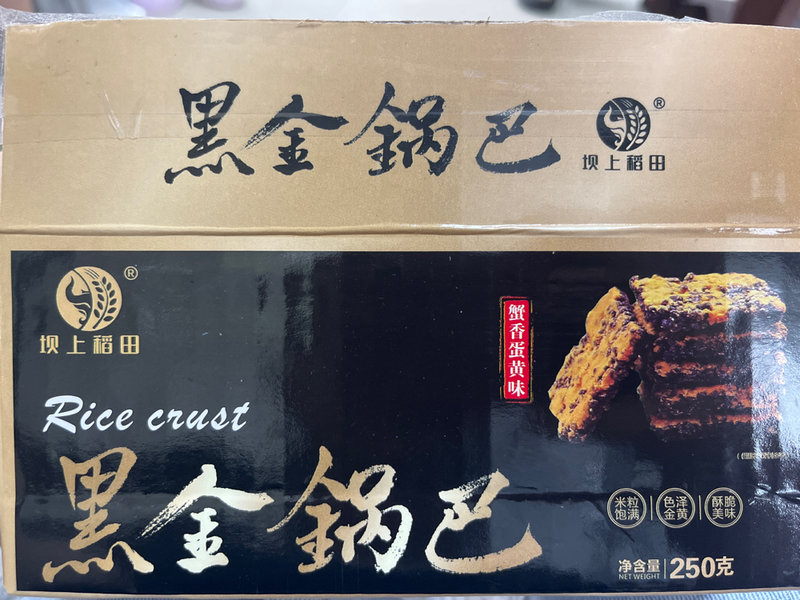 黑金锅巴
®
坝上稻田
®
坝上稻田
蟹香蛋黄味
Rice crust
黑金锅巴
米粒
饱满
色泽
金黄
酥脆
美味
净含量
NET WEIGHT
250克